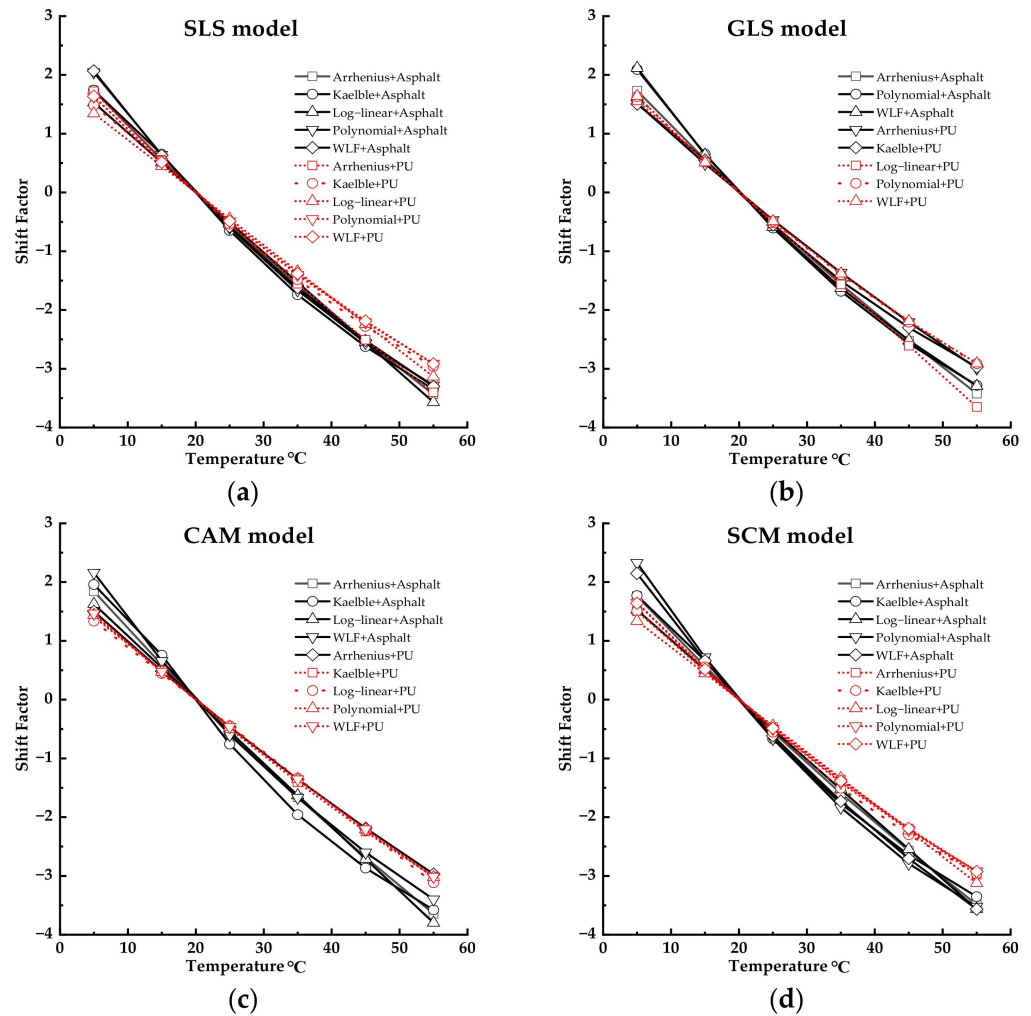 SLS model
3
2
1
0
−1
−2
−3
−4
Shift Factor
Arrhenius+Asphalt
Kaelble+Asphalt
Log−linear+Asphalt
Polynomial+Asphalt
WLF+Asphalt
Arrhenius+PU
Kaelble+PU
Log−linear+PU
Polynomial+PU
WLF+PU
0 10 20 30 40 50 60
Temperature °C
(a)
GLS model
3
2
1
0
−1
−2
−3
−4
Shift Factor
Arrhenius+Asphalt
Polynomial+Asphalt
WLF+Asphalt
Arrhenius+PU
Kaelble+PU
Log−linear+PU
Polynomial+PU
WLF+PU
0 10 20 30 40 50 60
Temperature °C
(b)
CAM model
3
2
1
0
−1
−2
−3
−4
Shift Factor
Arrhenius+Asphalt
Kaelble+Asphalt
Log−linear+Asphalt
WLF+Asphalt
Arrhenius+PU
Kaelble+PU
Log−linear+PU
Polynomial+PU
WLF+PU
0 10 20 30 40 50 60
Temperature °C
(c)
SCM model
3
2
1
0
−1
−2
−3
−4
Shift Factor
Arrhenius+Asphalt
Kaelble+Asphalt
Log−linear+Asphalt
Polynomial+Asphalt
WLF+Asphalt
Arrhenius+PU
Kaelble+PU
Log−linear+PU
Polynomial+PU
WLF+PU
0 10 20 30 40 50 60
Temperature °C
(d)